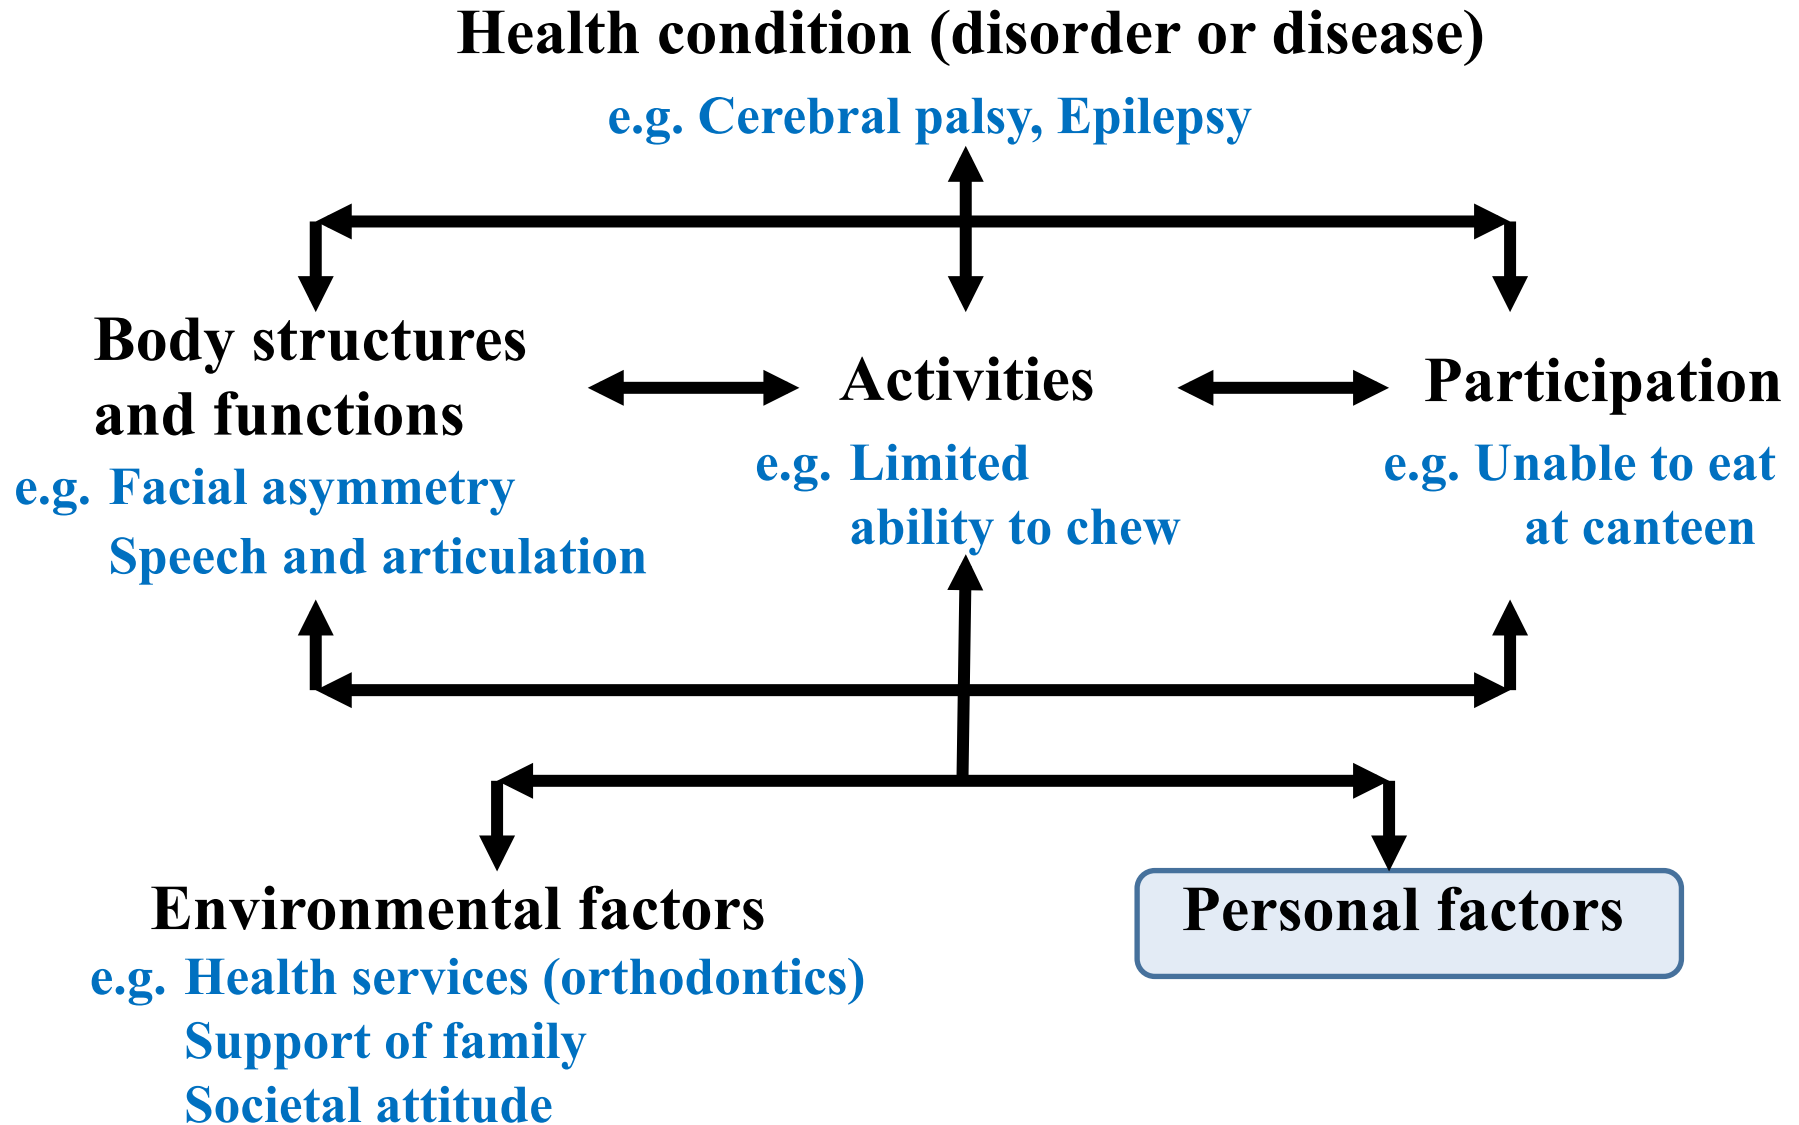 Health condition (disorder or disease)
e.g. Cerebral palsy, Epilepsy
Body structures
and functions
e.g. Facial asymmetry
Speech and articulation
Activities
e.g. Limited
ability to chew
Participation
e.g. Unable to eat
at canteen
Environmental factors
e.g. Health services (orthodontics)
Support of family
Societal attitude
Personal factors